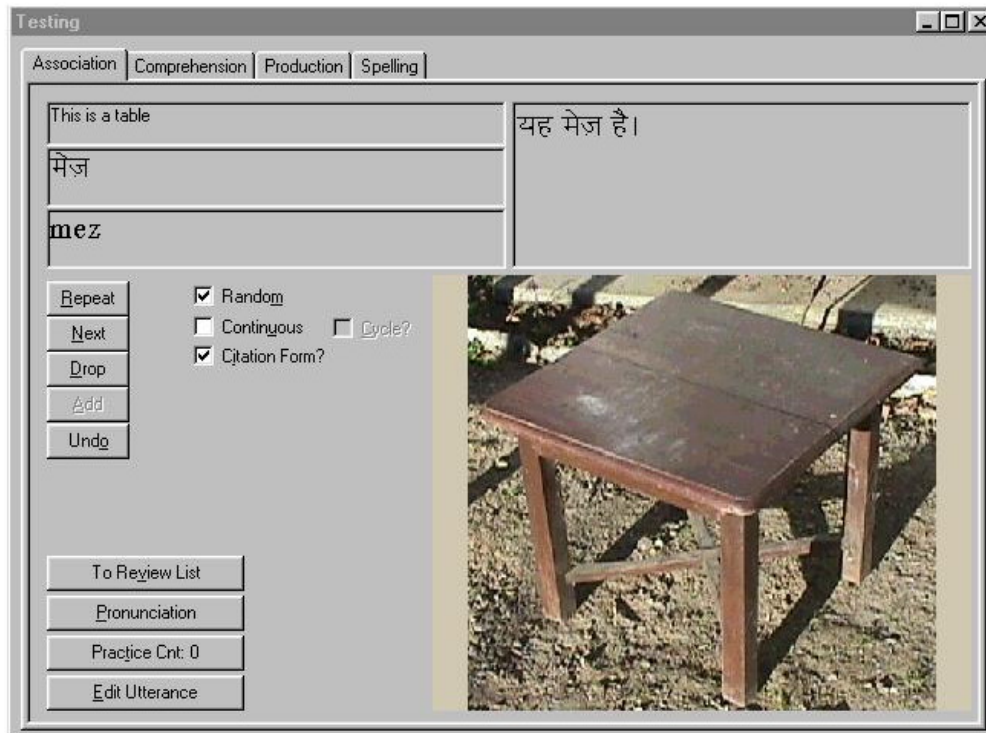 Testing
Association Comprehension Production Spelling
This is a table
मेज़
mez
यह मेज़ है।
Repeat
Next
Drop
Add
Undo
Random
Continuous Cycle?
Citation Form?
To Review List
Pronunciation
Practice Cnt: 0
Edit Utterance